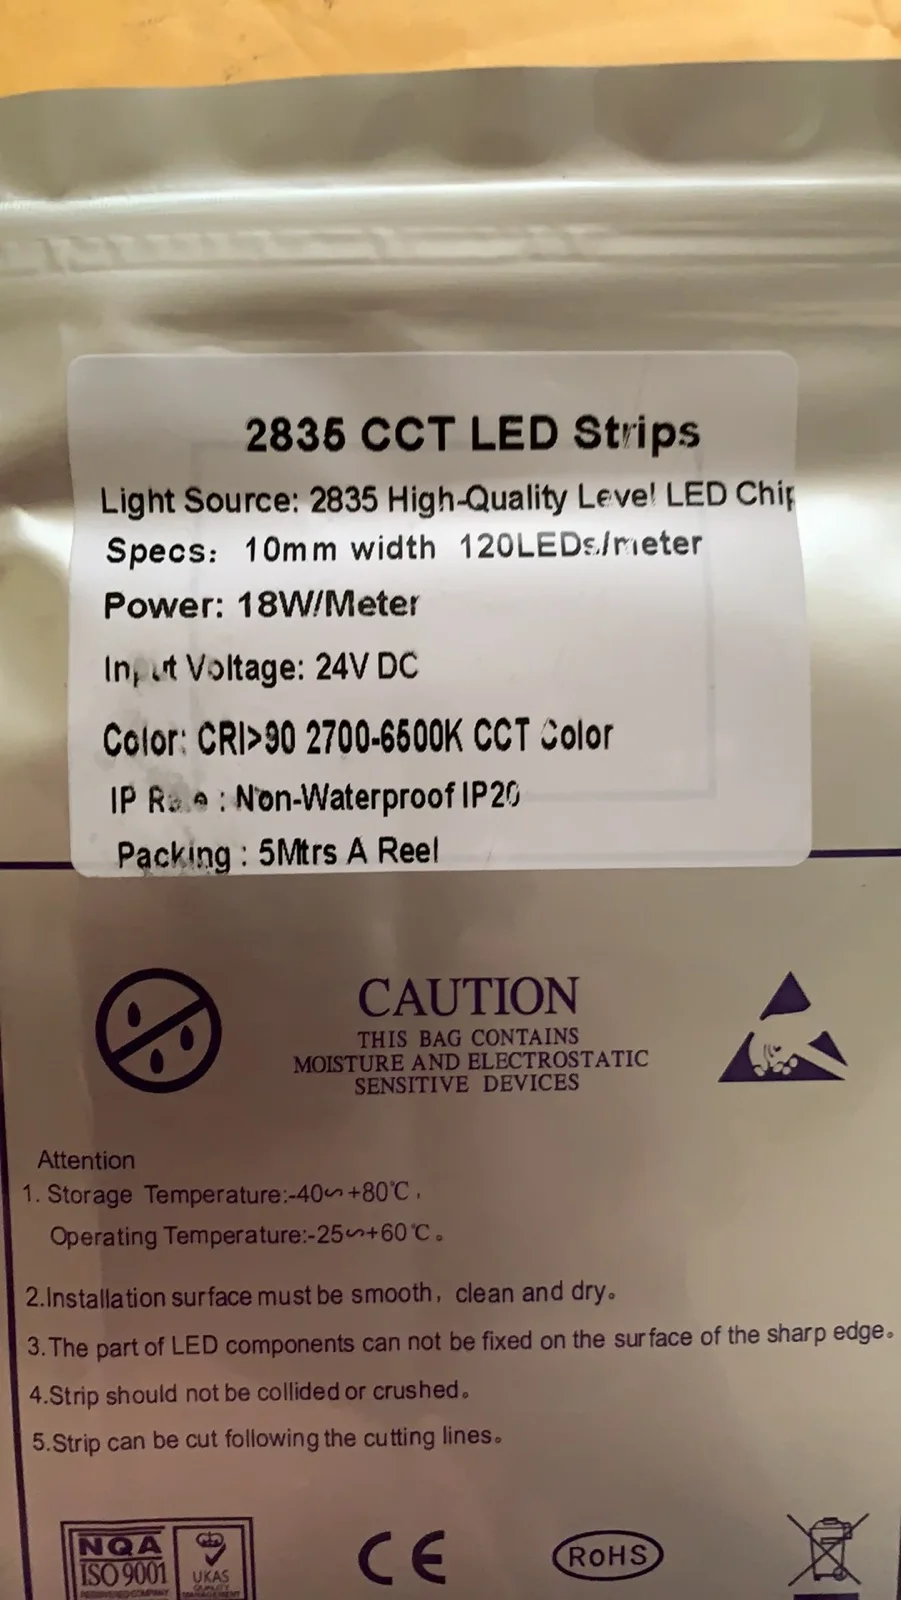 2835 CCT LED Strips
Light Source: 2835 High-Quality Level LED Chip
Specs: 10mm width 120LEDs/meter
Power: 18W/Meter
Input Voltage: 24V DC
Color: CRI>90 2700-6500K CCT Color
IP Rate : Non-Waterproof IP20
Packing : 5Mtrs A Reel
CAUTION
THIS BAG CONTAINS
MOISTURE AND ELECTROSTATIC
SENSITIVE DEVICES
Attention
1. Storage Temperature:-40∽+80℃,
Operating Temperature:-25∽+60℃。
2.Installation surface must be smooth, clean and dry。
3.The part of LED components can not be fixed on the surface of the sharp edge。
4.Strip should not be collided or crushed。
5.Strip can be cut following the cutting lines。
NQA
ISO 9001
UKAS
QUALITY
MANAGEMENT
CE
RoHS